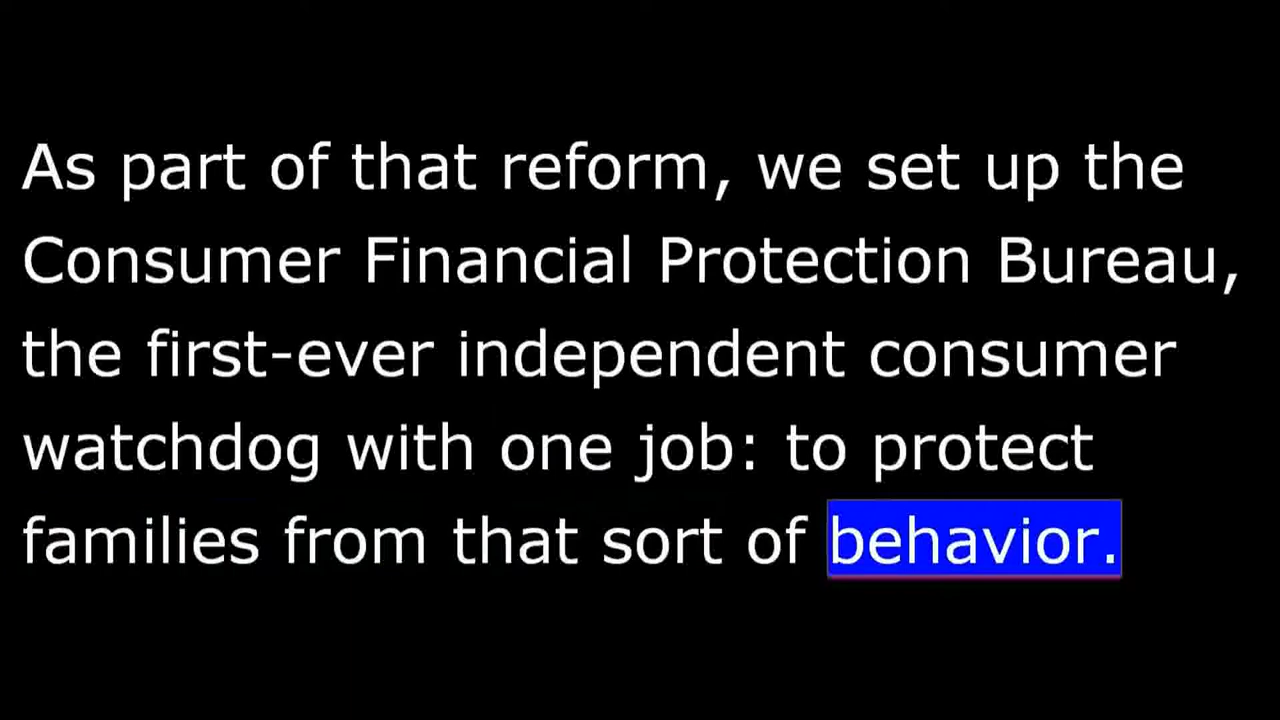 As part of that reform, we set up the
Consumer Financial Protection Bureau,
the first-ever independent consumer
watchdog with one job: to protect
families from that sort of behavior.